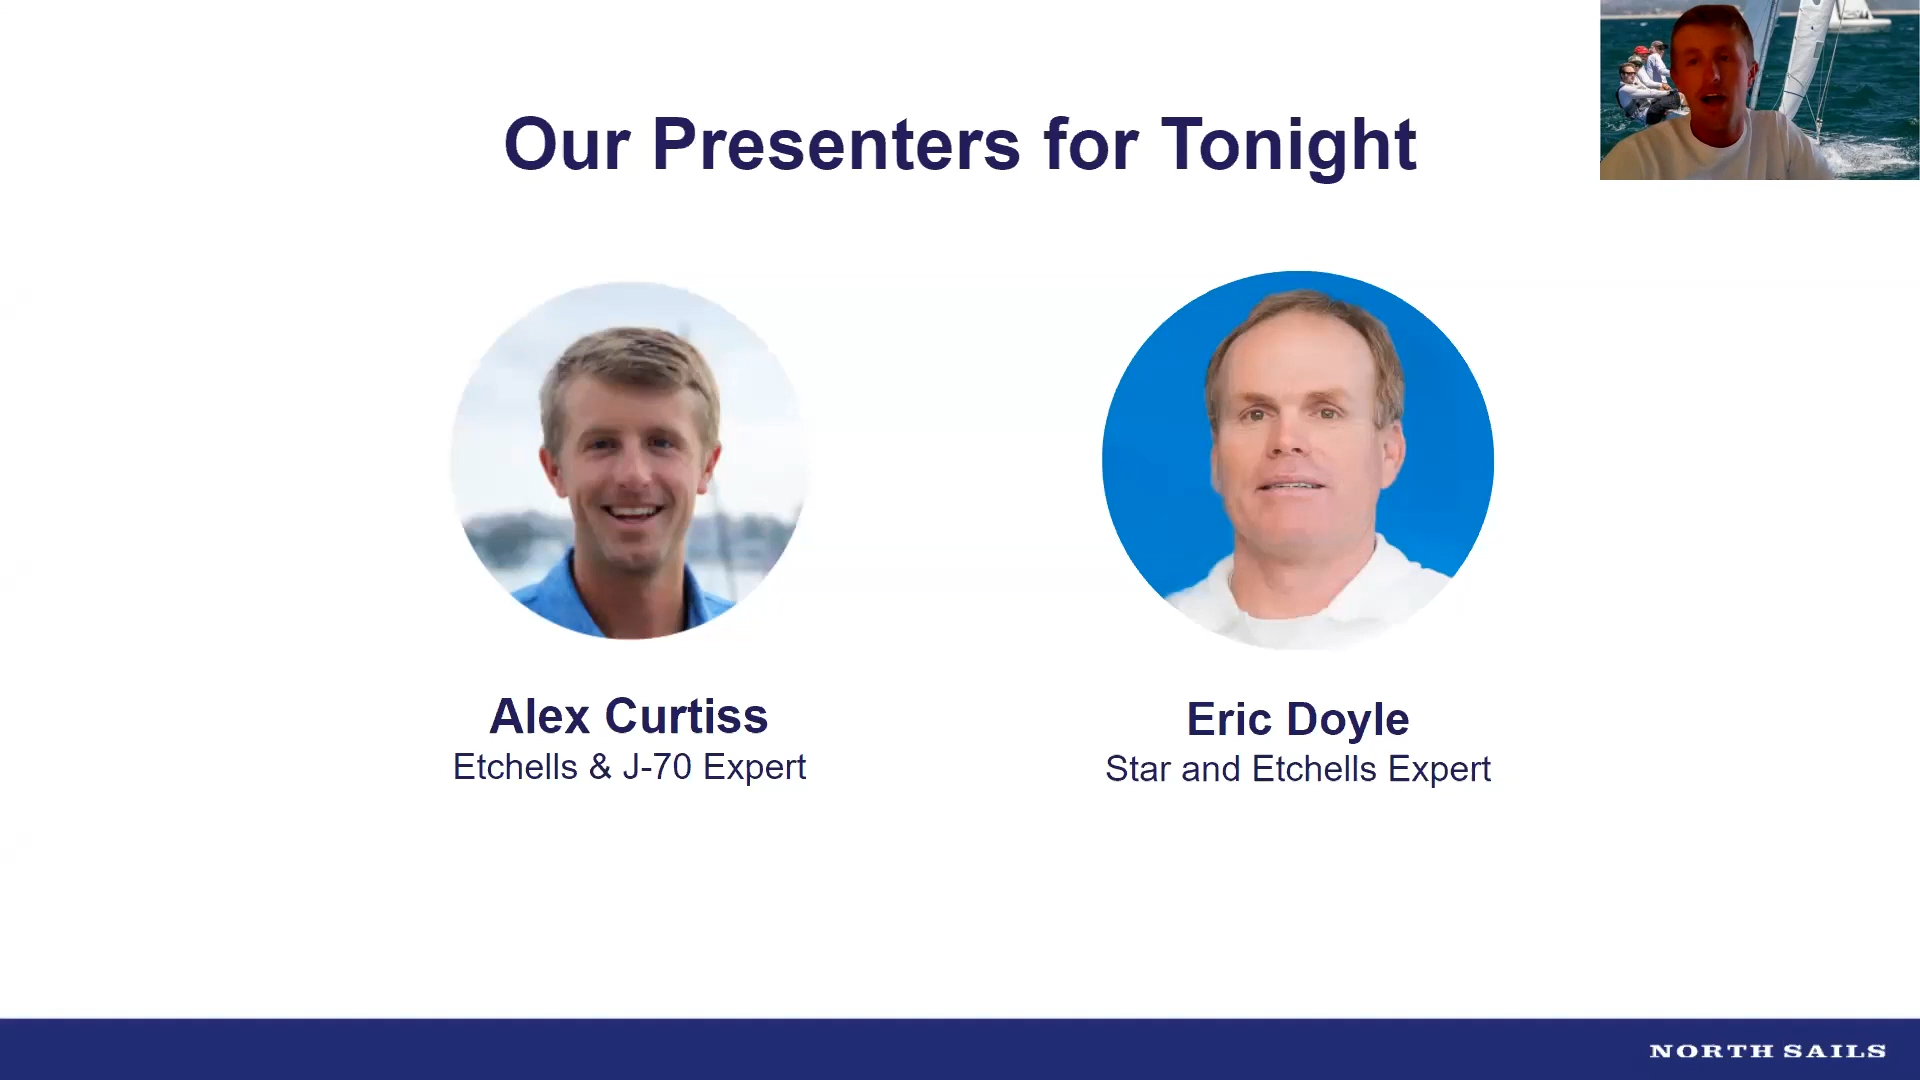 Our Presenters for Tonight
Alex Curtiss
Etchells & J-70 Expert
Eric Doyle
Star and Etchells Expert
NORTH SAILS